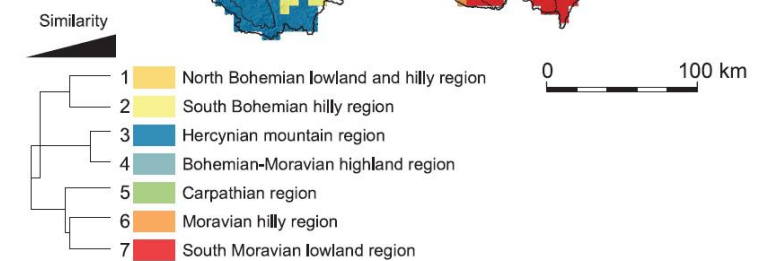 Similarity
0 100 km
1 North Bohemian lowland and hilly region
2 South Bohemian hilly region
3 Hercynian mountain region
4 Bohemian-Moravian highland region
5 Carpathian region
6 Moravian hilly region
7 South Moravian lowland region